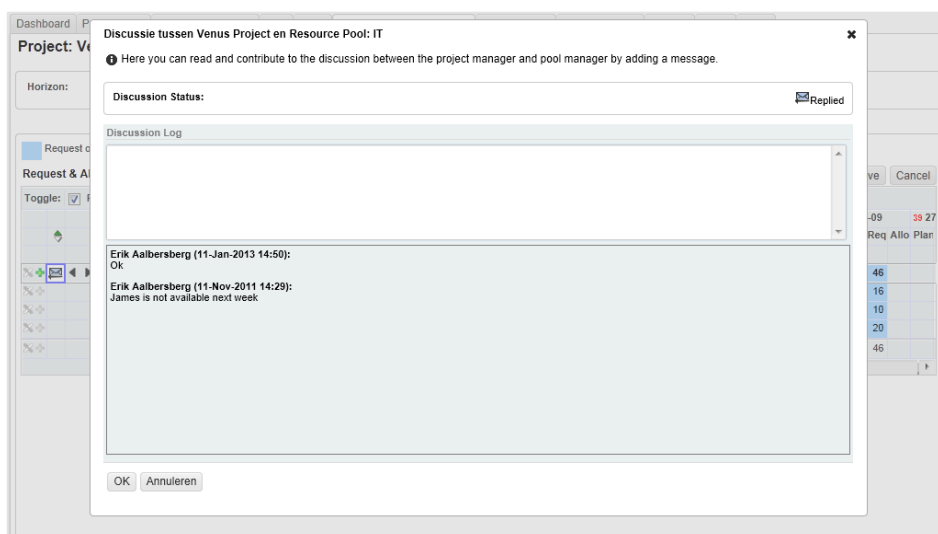 Dashboard P
Discussie tussen Venus Project en Resource Pool: IT
Project: Ve
Here you can read and contribute to the discussion between the project manager and pool manager by adding a message.
Horizon:
Discussion Status:
Replied
Discussion Log
Request o
Request & Al
ve Cancel
Toggle:
-09 39 27
Req Allo Plan
Erik Aalbersberg (11-Jan-2013 14:50):
Ok
46
Erik Aalbersberg (11-Nov-2011 14:29):
16
James is not available next week
10
20
46
OK Annuleren